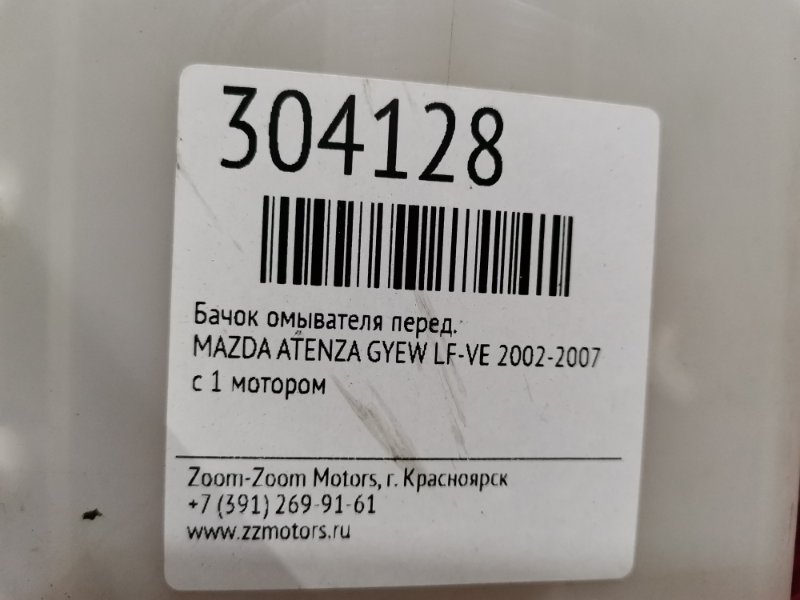 304128
Бачок омывателя перед.
MAZDA ATENZA GYEW LF-VE 2002-2007
с 1 мотором
Zoom-Zoom Motors, г. Красноярск
+7 (391) 269-91-61
www.zzmotors.ru